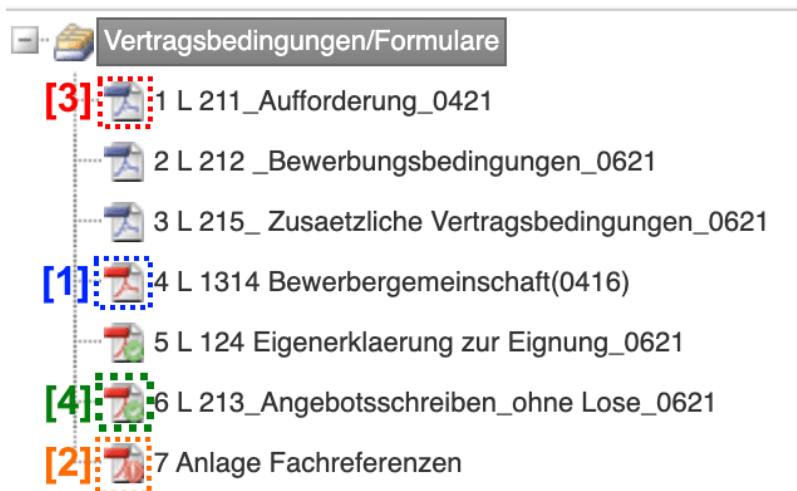 Vertragsbedingungen/Formulare
[3] 1 L 211_Aufforderung_0421
2 L 212 _Bewerbungsbedingungen_0621
3 L 215_ Zusaetzliche Vertragsbedingungen_0621
[1] 4 L 1314 Bewerbergemeinschaft(0416)
5 L 124 Eigenerklaerung zur Eignung_0621
[4] 6 L 213_Angebotsschreiben_ohne Lose_0621
[2] 7 Anlage Fachreferenzen